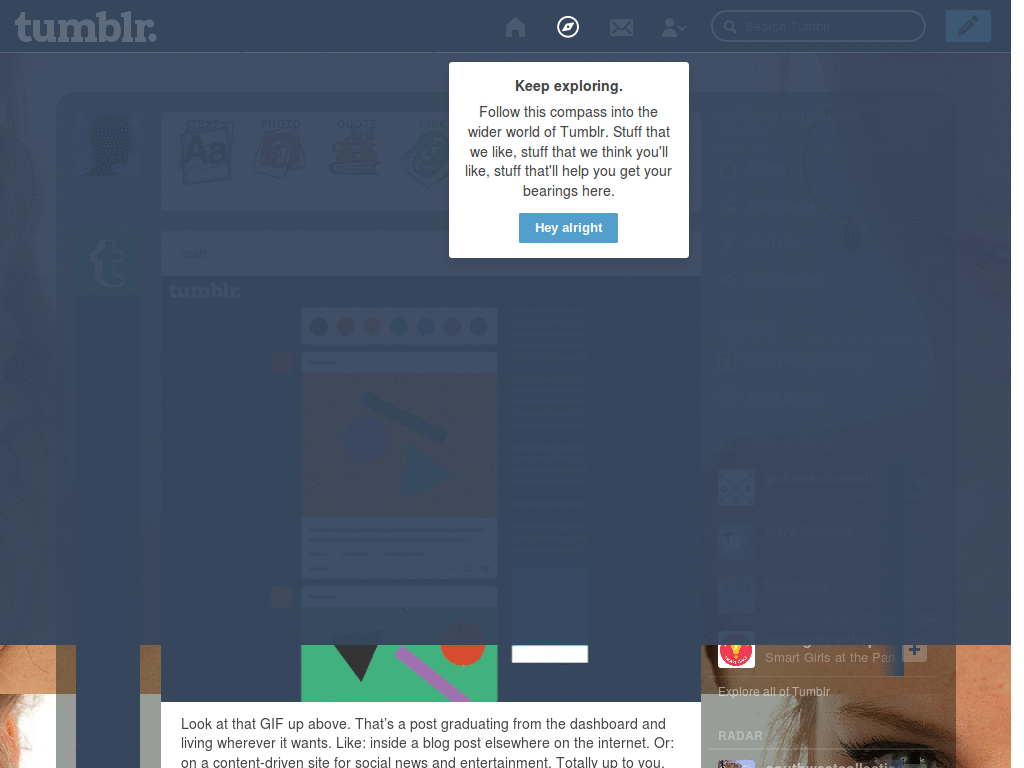 tumblr.
Search Tumblr
Keep exploring.
Follow this compass into the
wider world of Tumblr. Stuff that
we like, stuff that we think you'll
like, stuff that'll help you get your
bearings here.
Hey alright
TEXT
PHOTO
QUOTE
LINK
Aa
staff
tumblr.
Smart Girls at the Par
Explore all of Tumblr
RADAR
Look at that GIF up above. That's a post graduating from the dashboard and
living wherever it wants. Like: inside a blog post elsewhere on the internet. Or:
on a content-driven site for social news and entertainment. Totally up to you.